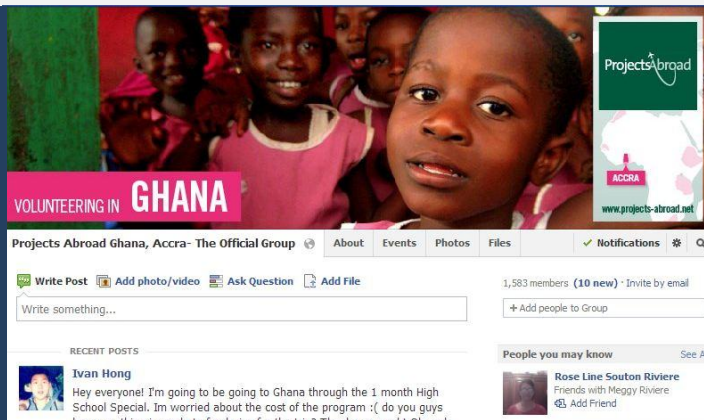 ProjectsAbroad
ACCRA
www.projects-abroad.net
VOLUNTEERING IN GHANA
Projects Abroad Ghana, Accra- The Official Group About Events Photos Files ✓ Notifications
Write Post Add photo/video Ask Question Add File
Write something...
1,583 members (10 new) · Invite by email
+ Add people to Group
RECENT POSTS
Ivan Hong
Hey everyone! I'm going to be going to Ghana through the 1 month High
School Special. Im worried about the cost of the program :( do you guys
People you may know See A
Rose Line Souton Riviere
Friends with Meggy Riviere
Add Friend